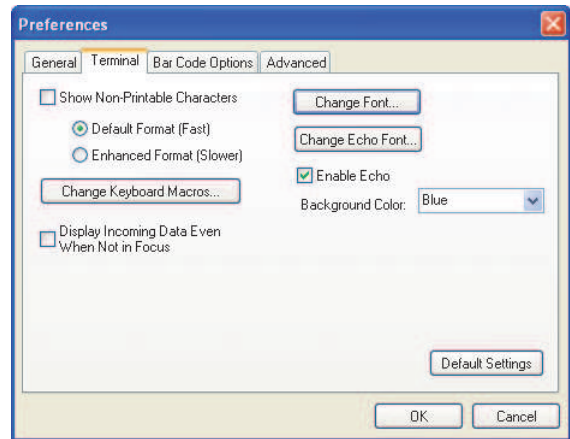 Preferences
General Terminal Bar Code Options Advanced
Show Non-Printable Characters
Default Format (Fast)
Enhanced Format (Slower)
Change Keyboard Macros...
Display Incoming Data Even
When Not in Focus
Change Font...
Change Echo Font...
Enable Echo
Background Color: Blue
Default Settings
OK Cancel